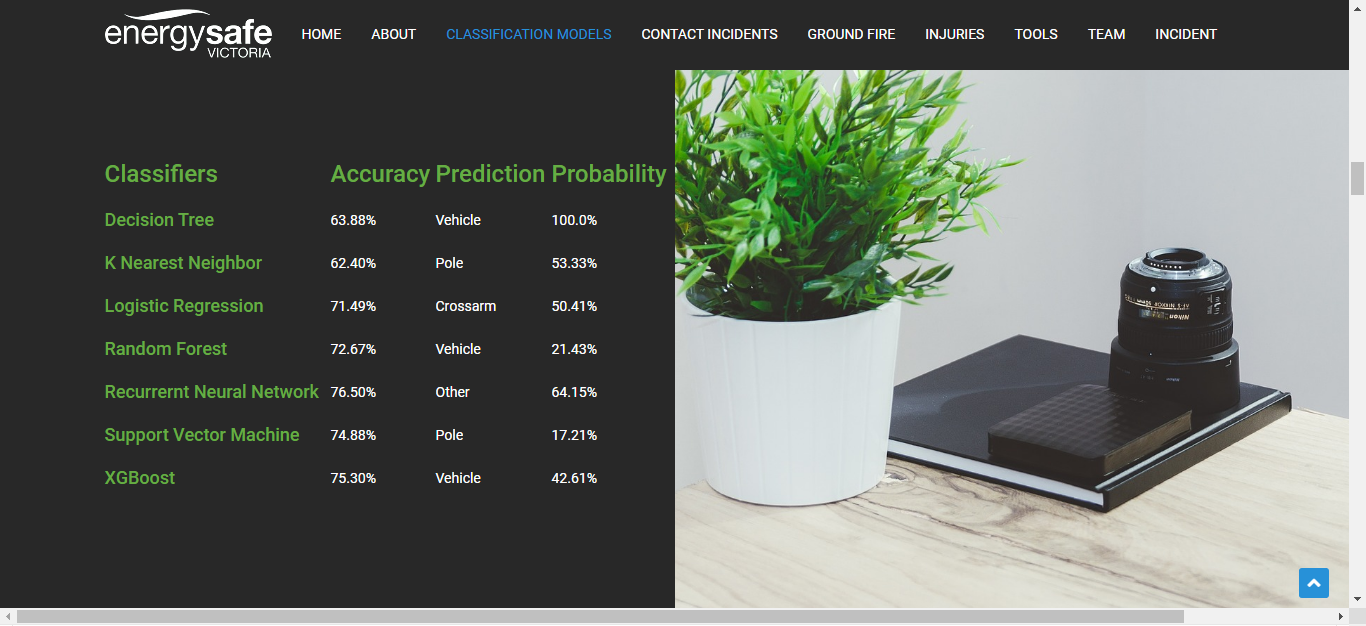 energysafe
VICTORIA
HOME ABOUT CLASSIFICATION MODELS CONTACT INCIDENTS GROUND FIRE INJURIES TOOLS TEAM INCIDENT
Classifiers Accuracy Prediction Probability
Decision Tree 63.88% Vehicle 100.0%
K Nearest Neighbor 62.40% Pole 53.33%
Logistic Regression 71.49% Crossarm 50.41%
Random Forest 72.67% Vehicle 21.43%
Recurrernt Neural Network 76.50% Other 64.15%
Support Vector Machine 74.88% Pole 17.21%
XGBoost 75.30% Vehicle 42.61%
Nikon